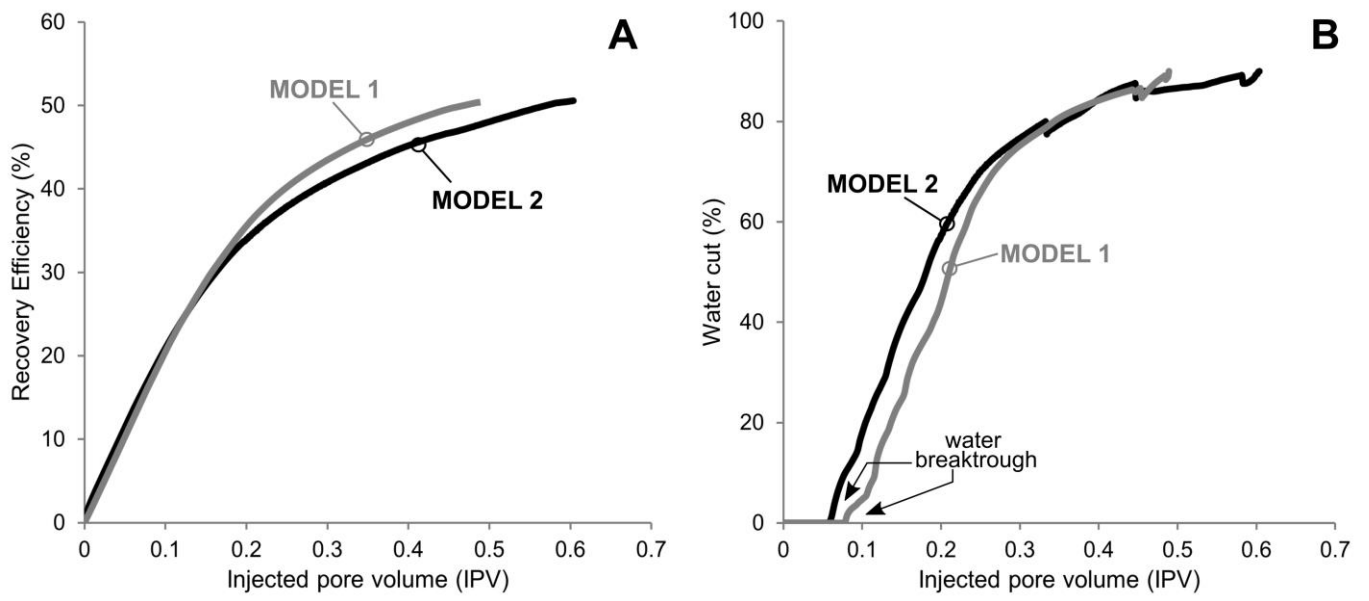 A
60
50
40
30
20
10
0
Recovery Efficiency (%)
MODEL 1
MODEL 2
0 0.1 0.2 0.3 0.4 0.5 0.6 0.7
Injected pore volume (IPV)
B
100
80
60
40
20
0
Water cut (%)
MODEL 2
MODEL 1
water
breaktrough
0 0.1 0.2 0.3 0.4 0.5 0.6 0.7
Injected pore volume (IPV)